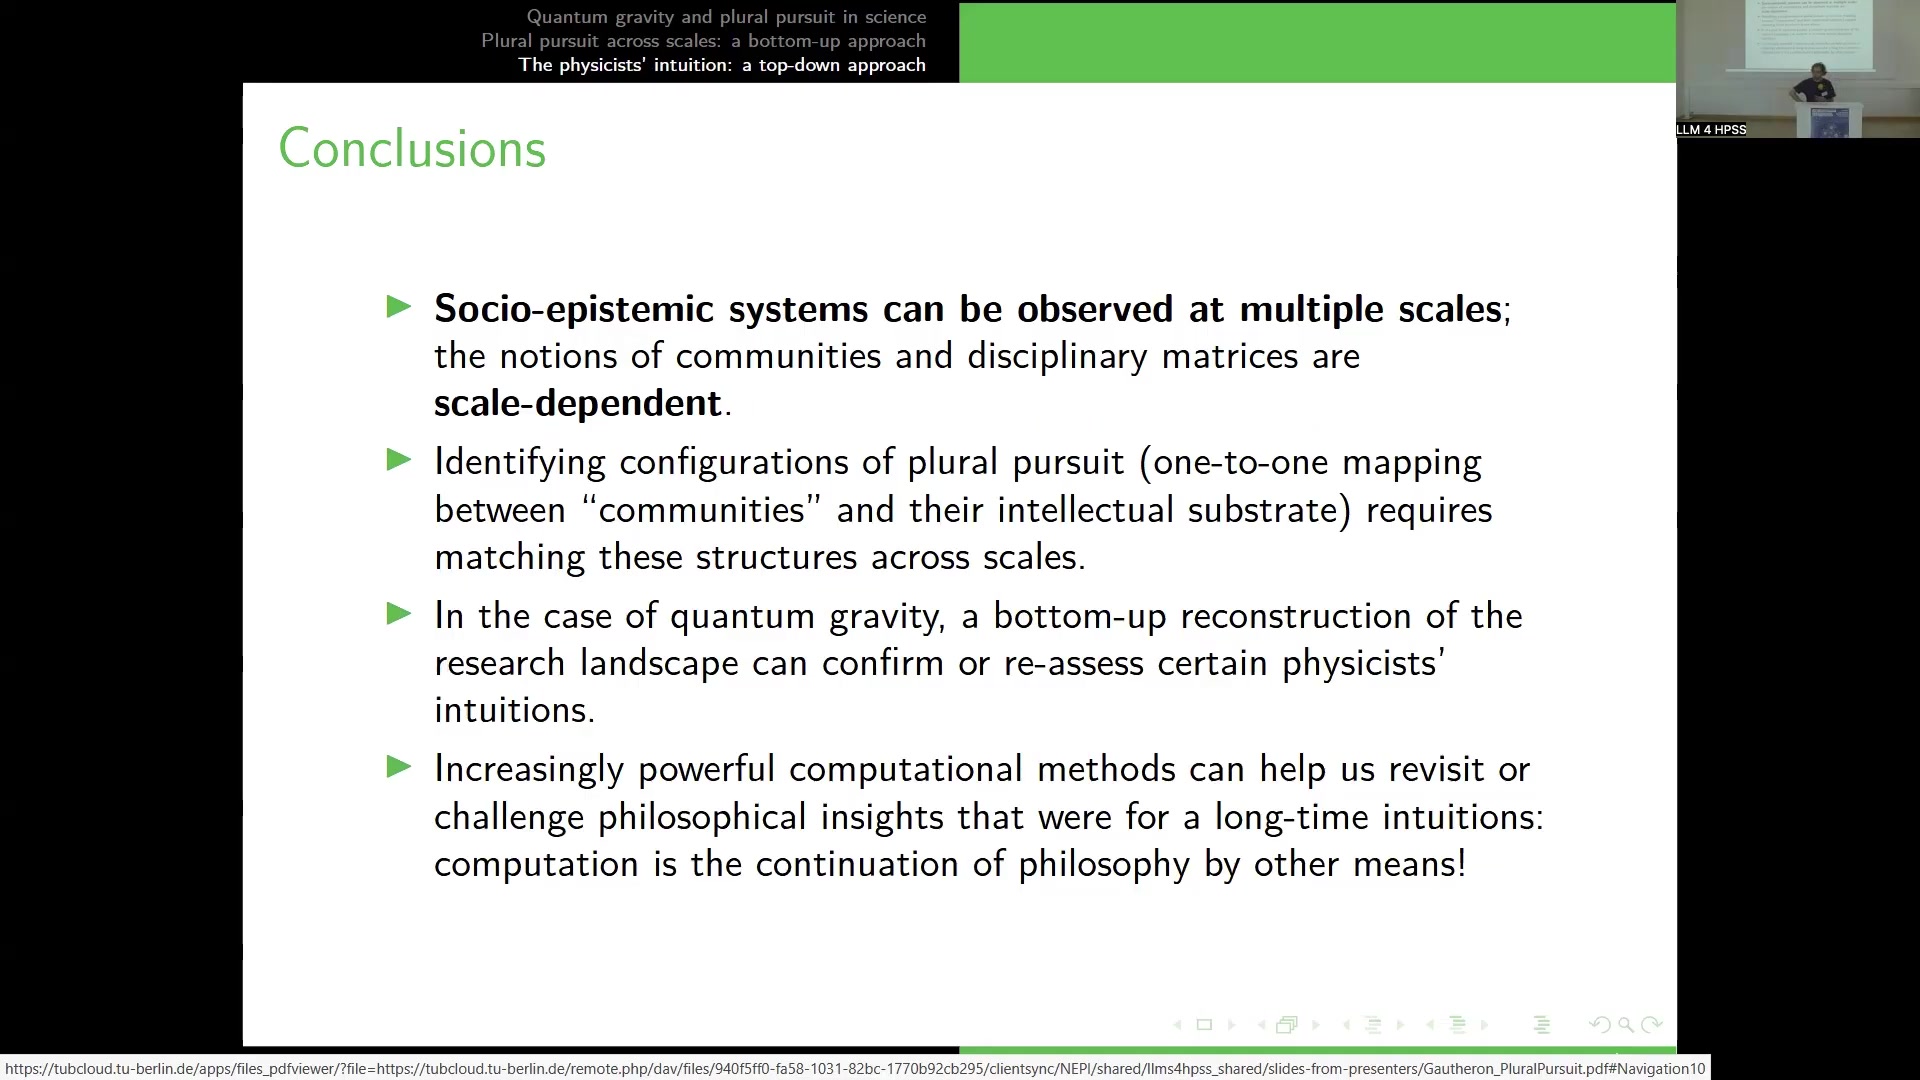 Quantum gravity and plural pursuit in science
Plural pursuit across scales: a bottom-up approach
The physicists' intuition: a top-down approach
LLM 4 HPSS
Conclusions
Socio-epistemic systems can be observed at multiple scales;
the notions of communities and disciplinary matrices are
scale-dependent.
Identifying configurations of plural pursuit (one-to-one mapping
between “communities” and their intellectual substrate) requires
matching these structures across scales.
In the case of quantum gravity, a bottom-up reconstruction of the
research landscape can confirm or re-assess certain physicists'
intuitions.
Increasingly powerful computational methods can help us revisit or
challenge philosophical insights that were for a long-time intuitions:
computation is the continuation of philosophy by other means!
https://tubcloud.tu-berlin.de/apps/files_pdfviewer/?file=https://tubcloud.tu-berlin.de/remote.php/dav/files/940f5ff0-fa58-1031-82bc-1770b92cb295/clientsync/NEPI/shared/llms4hpss_shared/slides-from-presenters/Gautheron_PluralPursuit.pdf#Navigation10